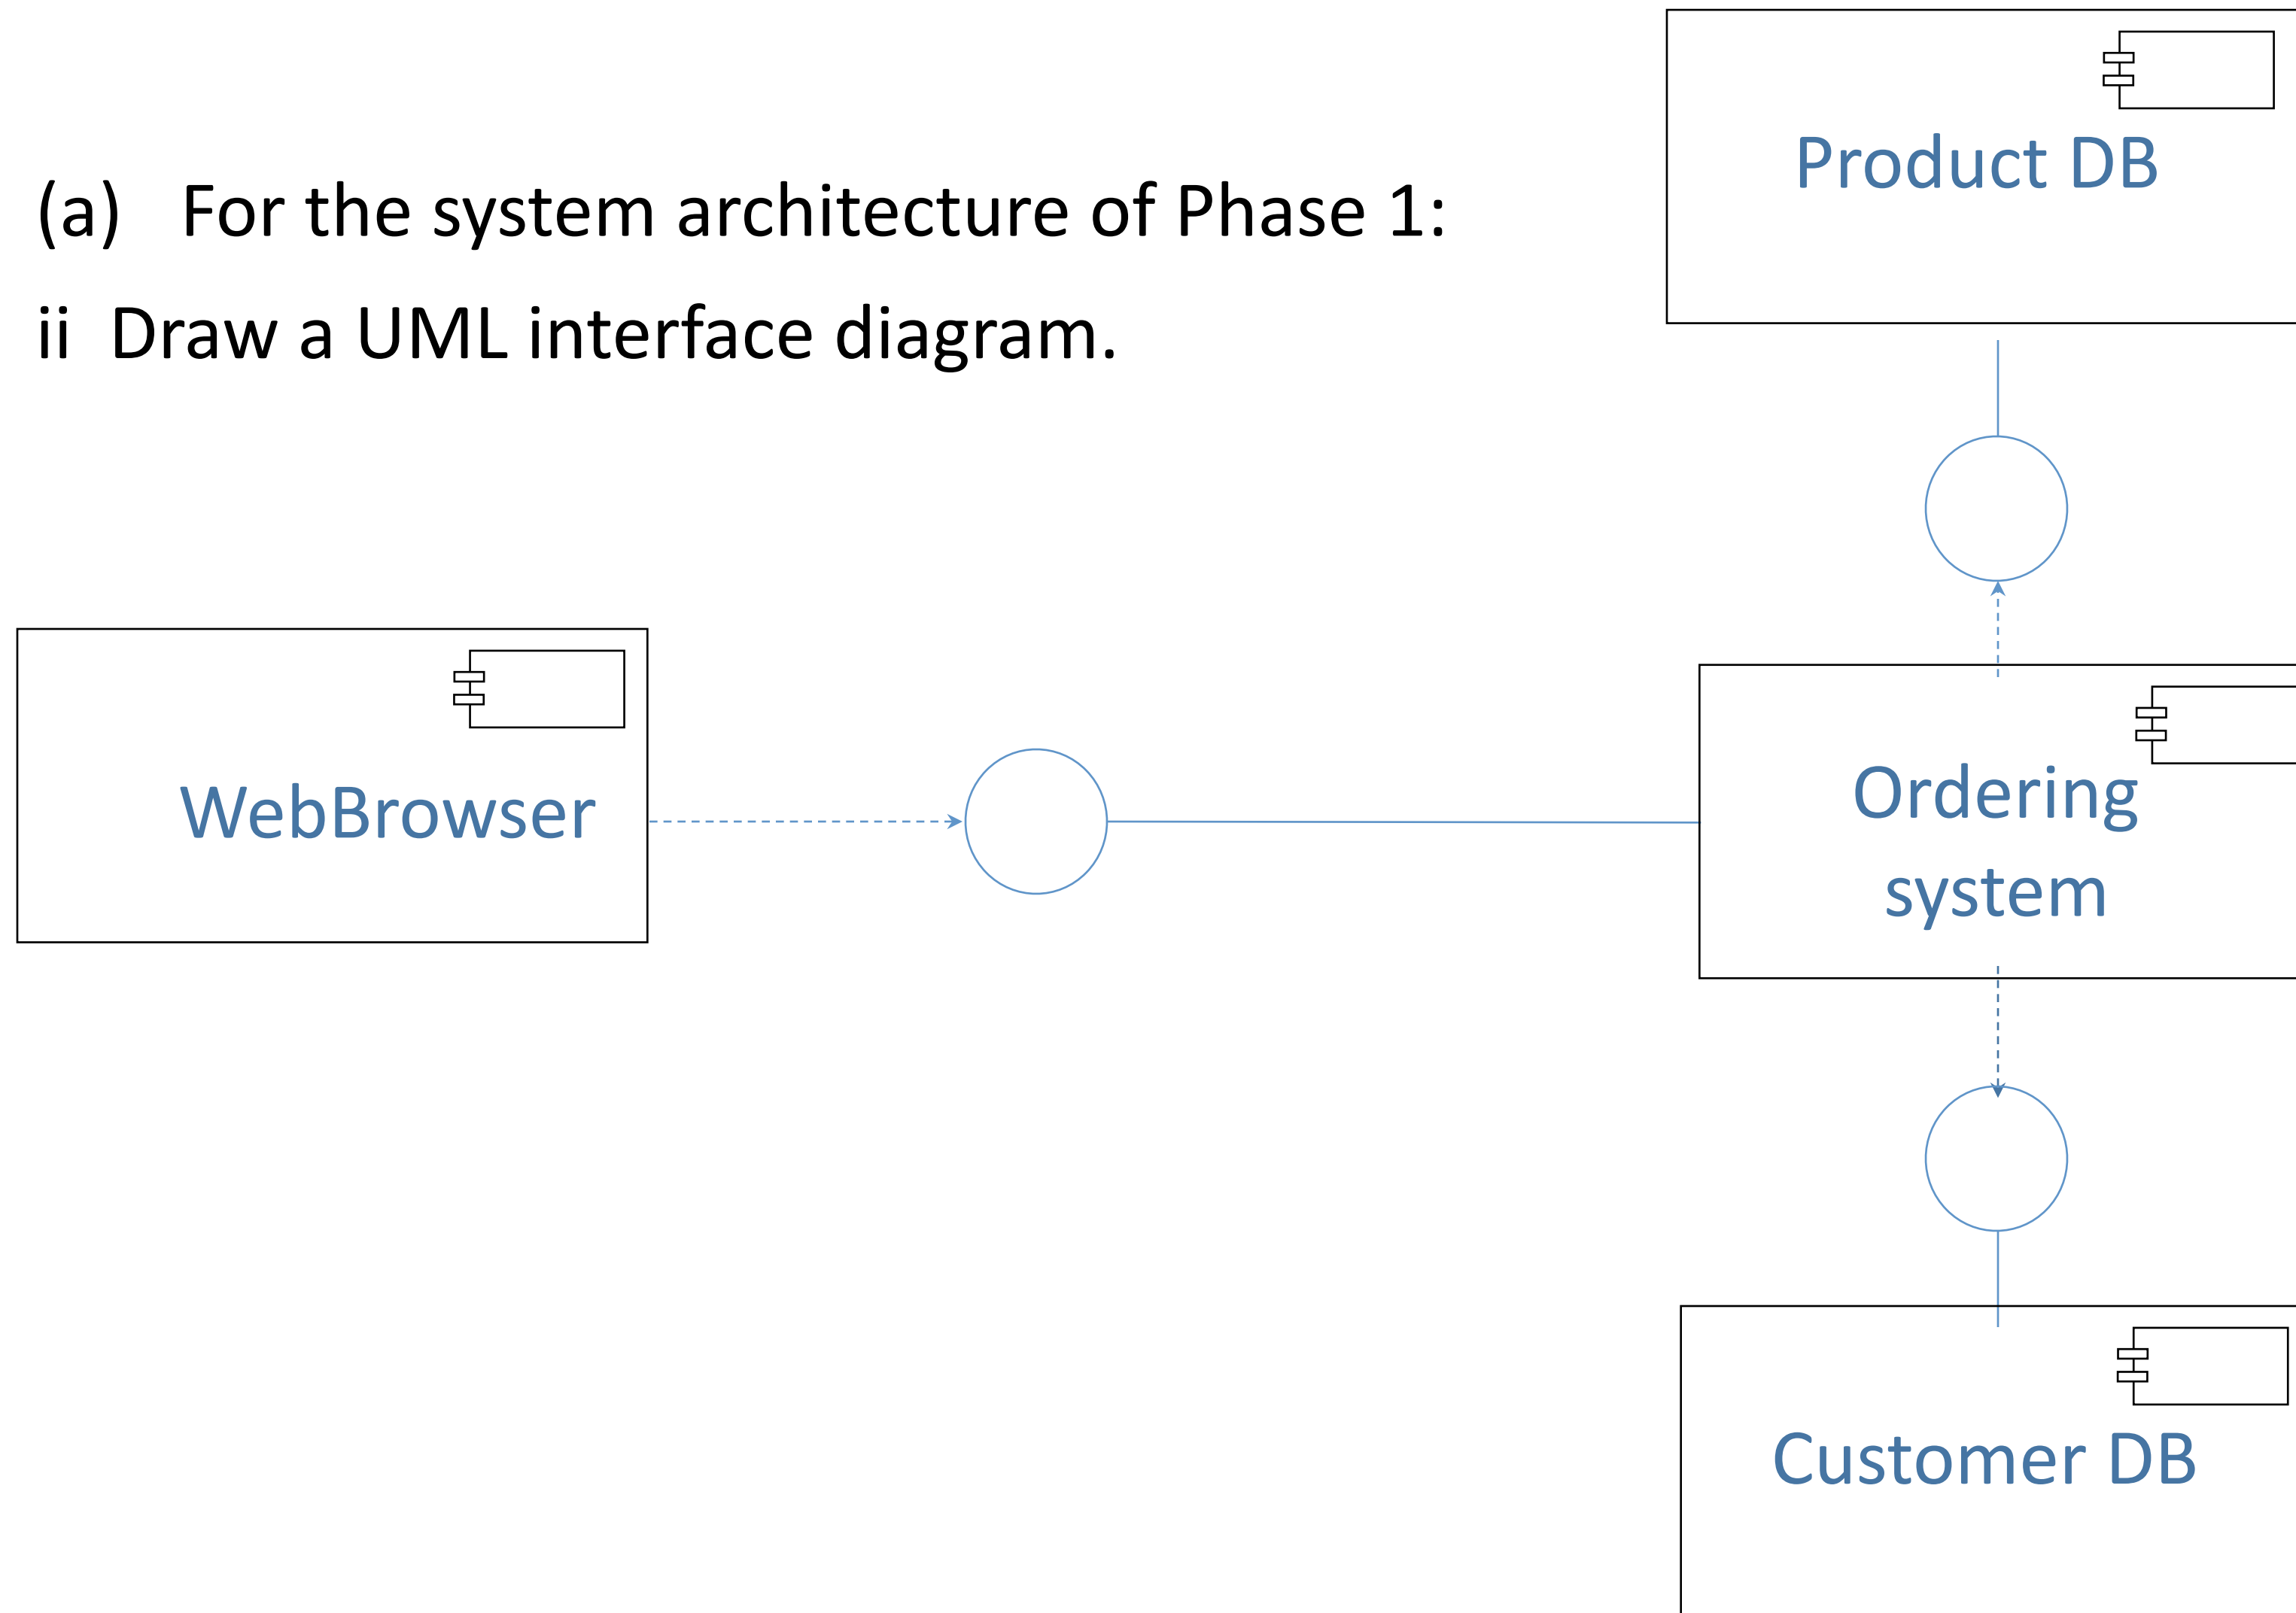 (a) For the system architecture of Phase 1:
ii Draw a UML interface diagram.
Product DB
WebBrowser
Ordering
system
Customer DB